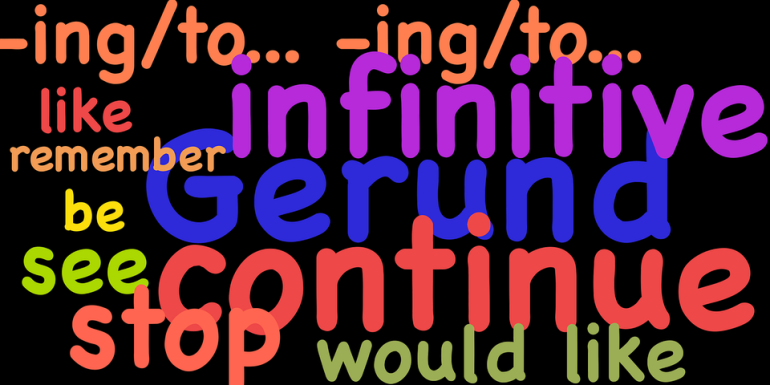 -ing/to... -ing/to...
infinitive
like
remember
Gerund
be
see
continue
stop
would like